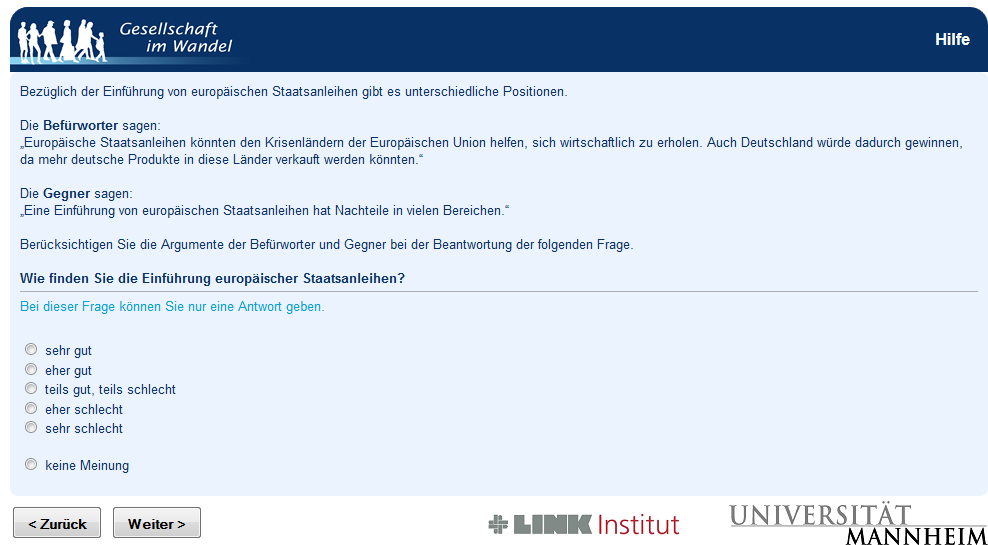 Gesellschaft
im Wandel
Hilfe
Bezüglich der Einführung von europäischen Staatsanleihen gibt es unterschiedliche Positionen.
Die Befürworter sagen:
„Europäische Staatsanleihen könnten den Krisenländern der Europäischen Union helfen, sich wirtschaftlich zu erholen. Auch Deutschland würde dadurch gewinnen,
da mehr deutsche Produkte in diese Länder verkauft werden könnten.“
Die Gegner sagen:
„Eine Einführung von europäischen Staatsanleihen hat Nachteile in vielen Bereichen.“
Berücksichtigen Sie die Argumente der Befürworter und Gegner bei der Beantwortung der folgenden Frage.
Wie finden Sie die Einführung europäischer Staatsanleihen?
Bei dieser Frage können Sie nur eine Antwort geben.
sehr gut
eher gut
teils gut, teils schlecht
eher schlecht
sehr schlecht
keine Meinung
< Zurück
Weiter >
LINK Institut
UNIVERSITÄT
MANNHEIM